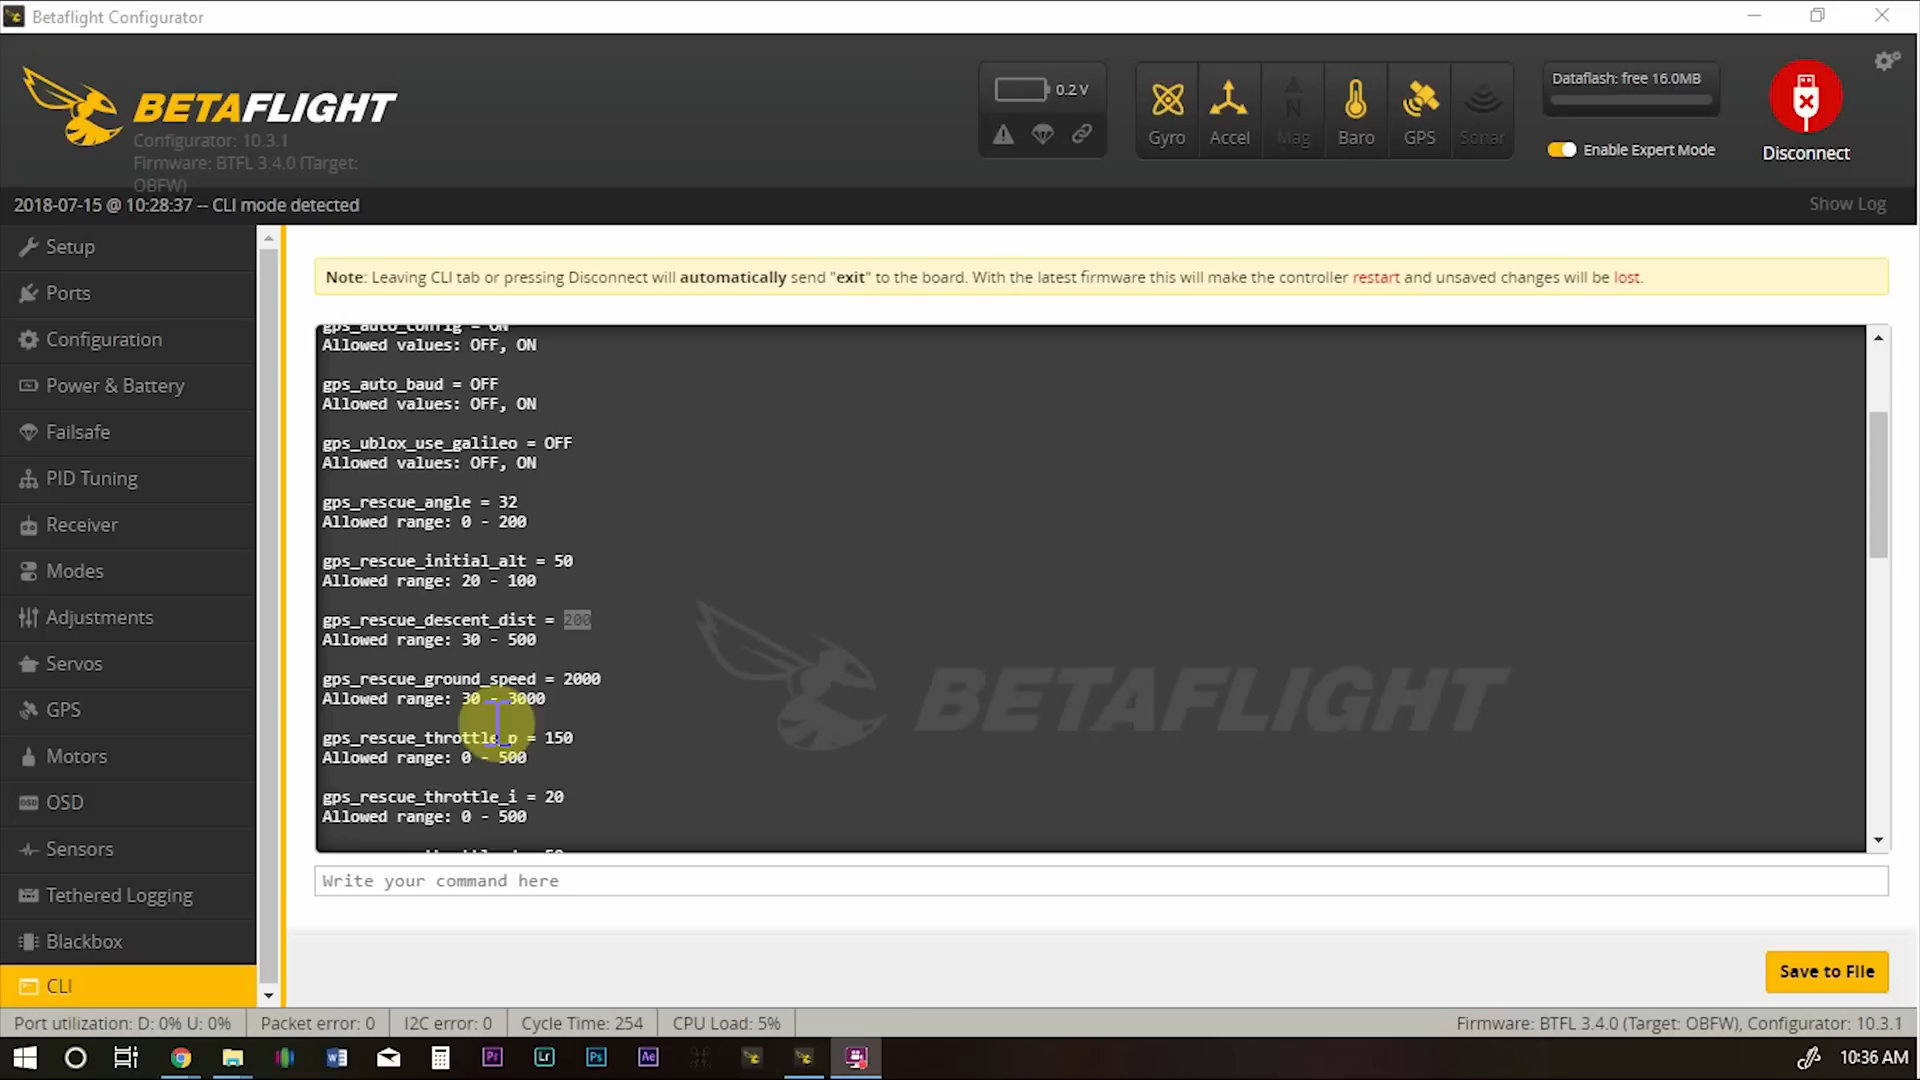 Betaflight Configurator
BETAFLIGHT
Configurator: 10.3.1
Firmware: BTFL 3.4.0 (Target:
OBFW)
0.2 V
Gyro
Accel
Mag
Baro
GPS
Sonar
Dataflash: free 16.0MB
Enable Expert Mode
Disconnect
2018-07-15 @ 10:28:37 -- CLI mode detected
Show Log
Setup
Ports
Configuration
Power & Battery
Failsafe
PID Tuning
Receiver
Modes
Adjustments
Servos
GPS
Motors
OSD
Sensors
Tethered Logging
Blackbox
CLI
Note: Leaving CLI tab or pressing Disconnect will automatically send "exit" to the board. With the latest firmware this will make the controller restart and unsaved changes will be lost.
gps_auto_config = ON
Allowed values: OFF, ON
gps_auto_baud = OFF
Allowed values: OFF, ON
gps_ublox_use_galileo = OFF
Allowed values: OFF, ON
gps_rescue_angle = 32
Allowed range: 0 - 200
gps_rescue_initial_alt = 50
Allowed range: 20 - 100
gps_rescue_descent_dist = 200
Allowed range: 30 - 500
gps_rescue_ground_speed = 2000
Allowed range: 30 - 3000
gps_rescue_throttle_p = 150
Allowed range: 0 - 500
gps_rescue_throttle_i = 20
Allowed range: 0 - 500
BETAFLIGHT
Write your command here
Save to File
Port utilization: D: 0% U: 0%
Packet error: 0
I2C error: 0
Cycle Time: 254
CPU Load: 5%
Firmware: BTFL 3.4.0 (Target: OBFW), Configurator: 10.3.1
Pr
Lr
Ps
Ae
10:36 AM